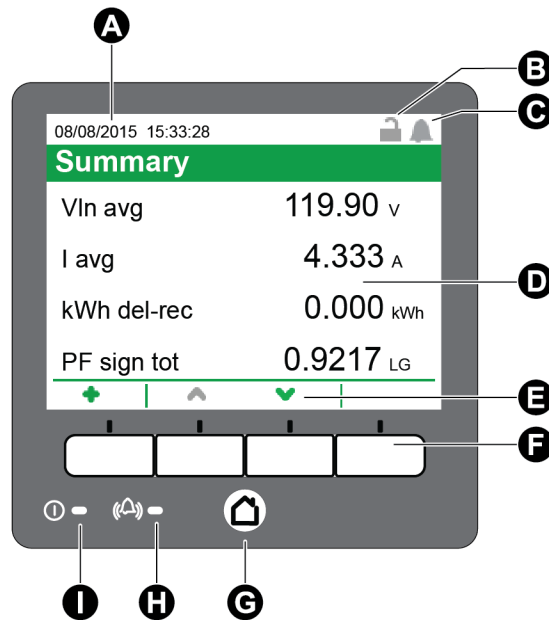 A
B
C
08/08/2015 15:33:28
Summary
Vln avg 119.90 V
I avg 4.333 A
D
kWh del-rec 0.000 kWh
PF sign tot 0.9217 LG
E
F
I
H
G